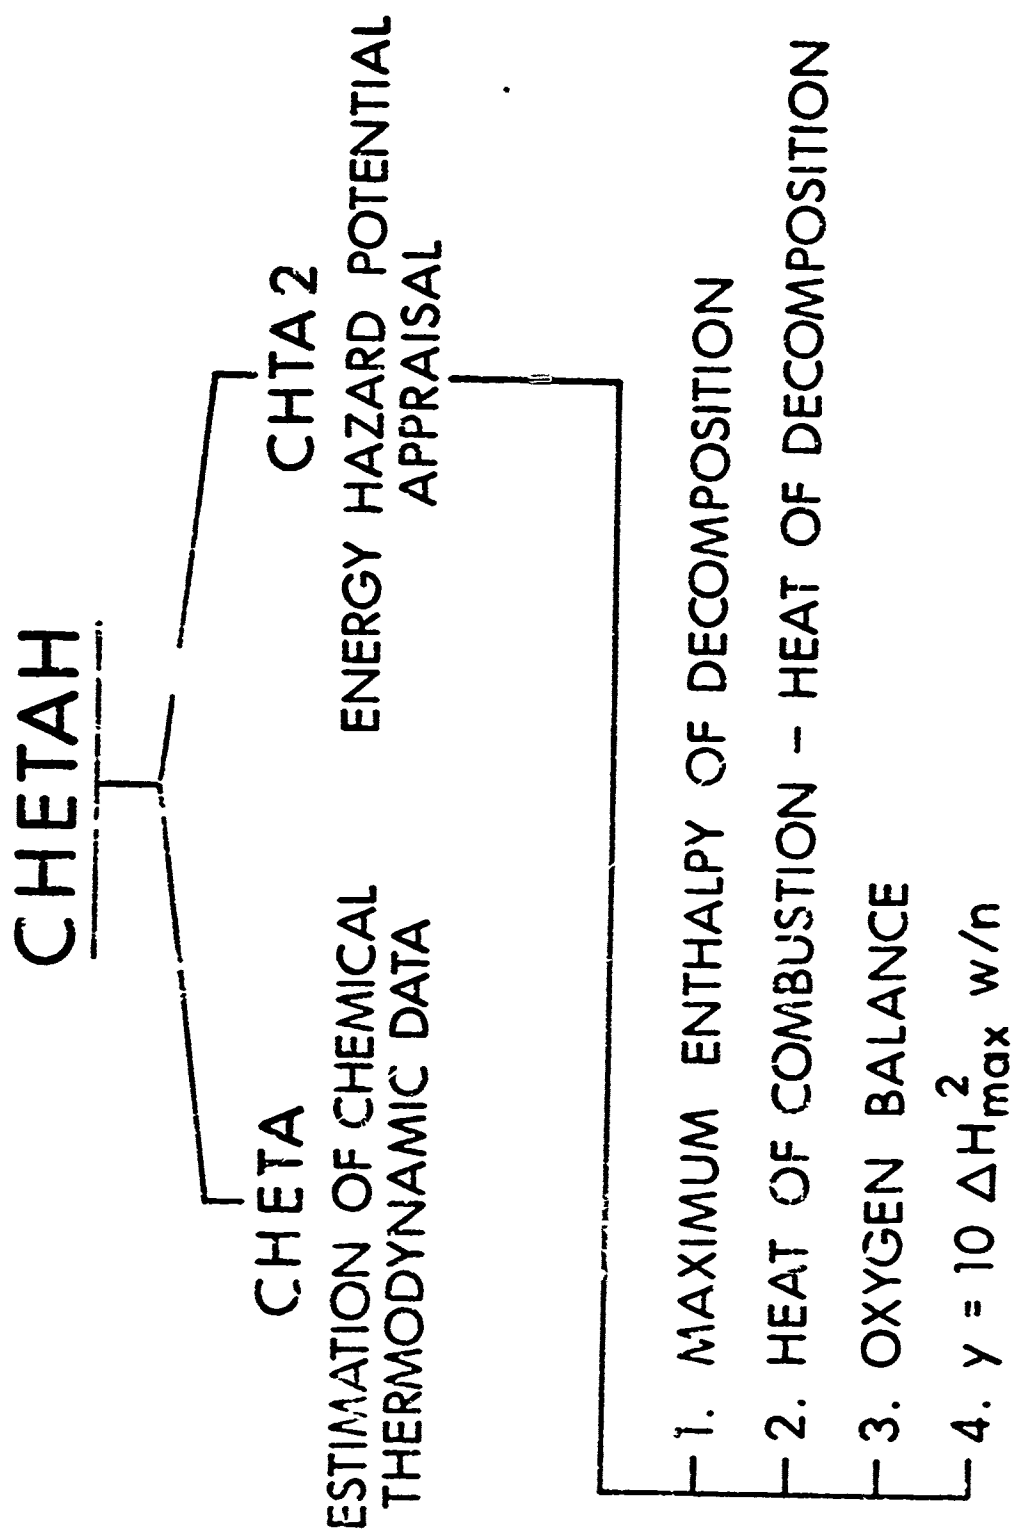 CHETAH
CHETA
ESTIMATION OF CHEMICAL
THERMODYNAMIC DATA
CHTA 2
ENERGY HAZARD POTENTIAL
APPRAISAL
1. MAXIMUM ENTHALPY OF DECOMPOSITION
2. HEAT OF COMBUSTION – HEAT OF DECOMPOSITION
3. OXYGEN BALANCE
4. y = 10 ΔH²max w/n